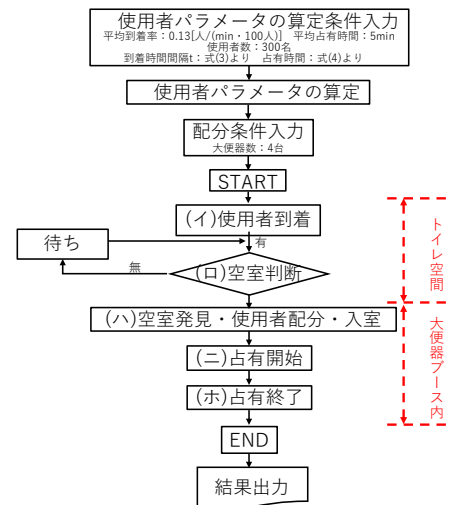 使用者パラメータの算定条件入力
平均到着率：0.13[人/(min・100人)]　平均占有時間：5min
使用者数：300名
到着時間間隔t：式(3)より　占有時間：式(4)より
使用者パラメータの算定
配分条件入力
大便器数：4台
START
(イ)使用者到着
待ち
有
無
(ロ)空室判断
トイレ空間
(ハ)空室発見・使用者配分・入室
(ニ)占有開始
(ホ)占有終了
大便器ブース内
END
結果出力